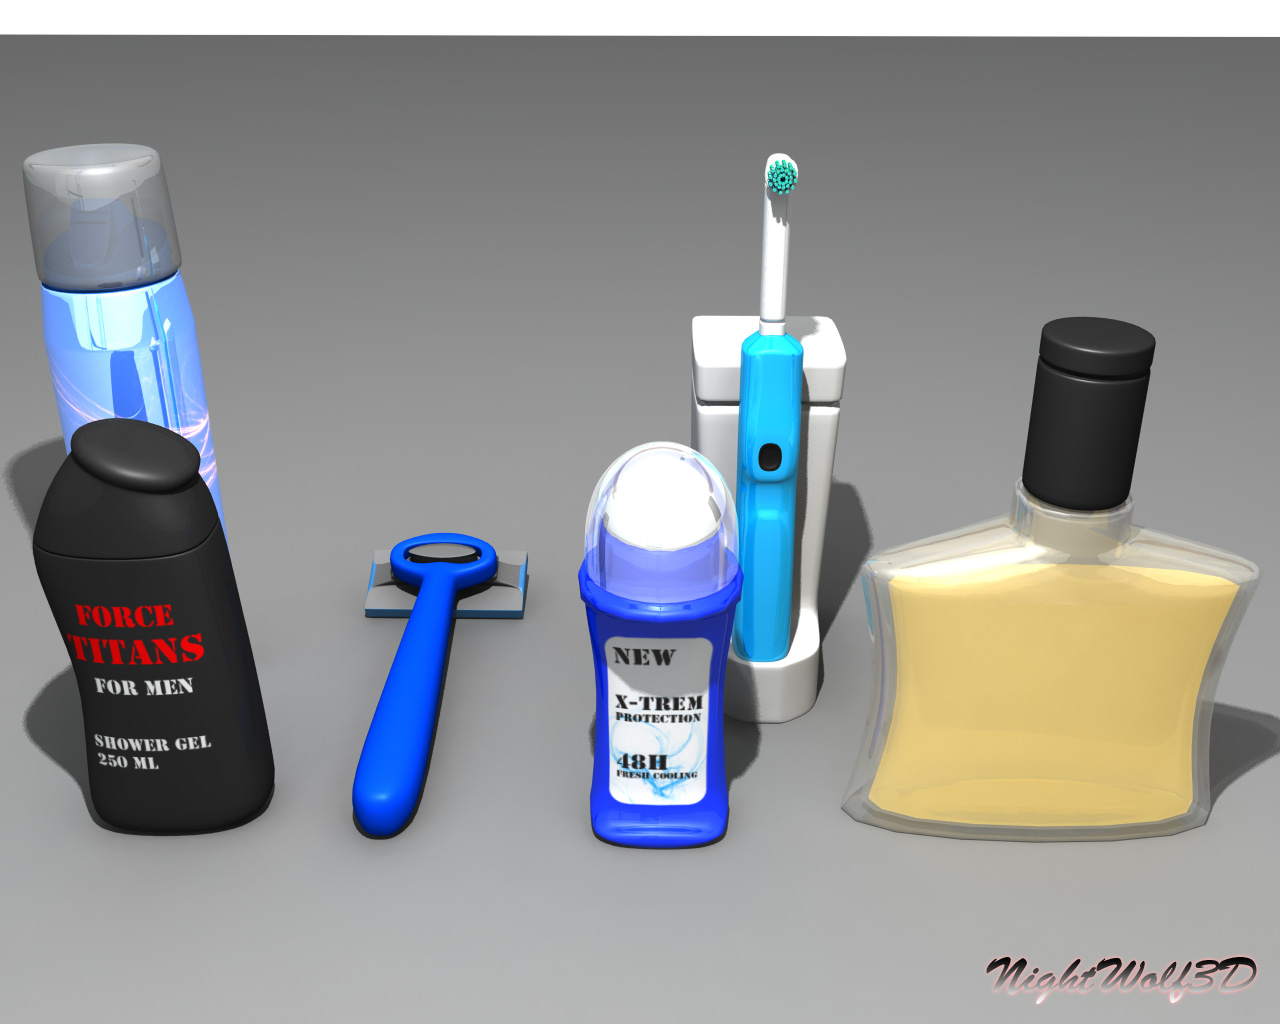 FORCE
TITANS
FOR MEN
SHOWER GEL
250 ML
NEW
X-TREM
PROTECTION
48H
FRESH COOLING
NightWolf3D